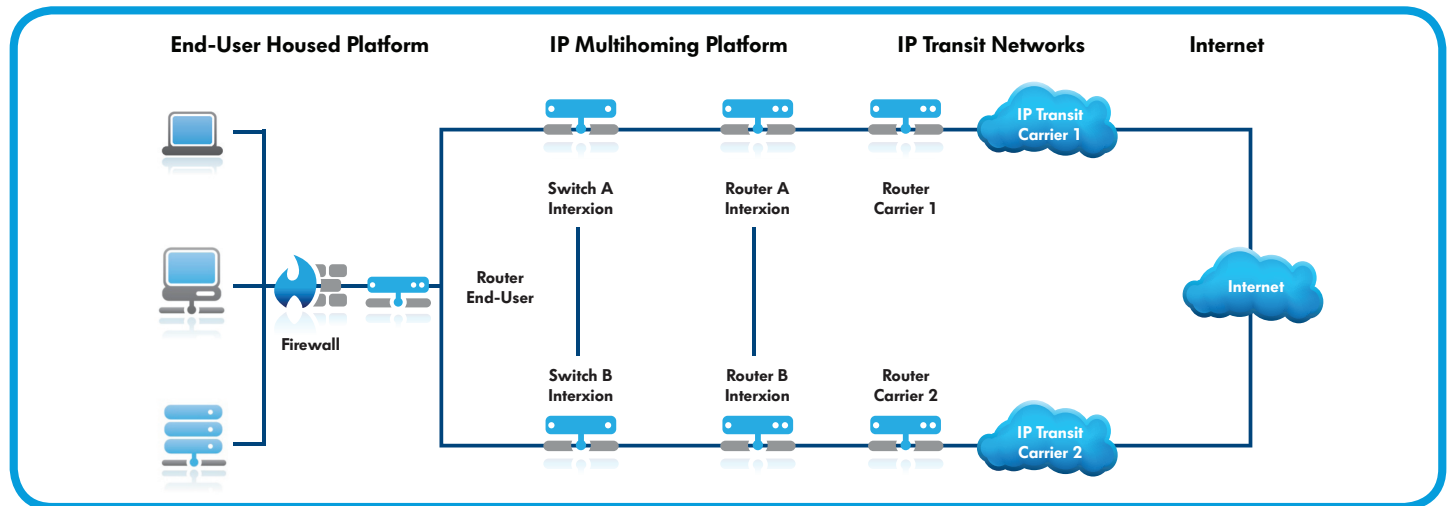 End-User Housed Platform
IP Multihoming Platform
IP Transit Networks
Internet
IP Transit
Carrier 1
Switch A
Interxion
Router A
Interxion
Router
Carrier 1
Router
End-User
Internet
Firewall
Switch B
Interxion
Router B
Interxion
Router
Carrier 2
IP Transit
Carrier 2